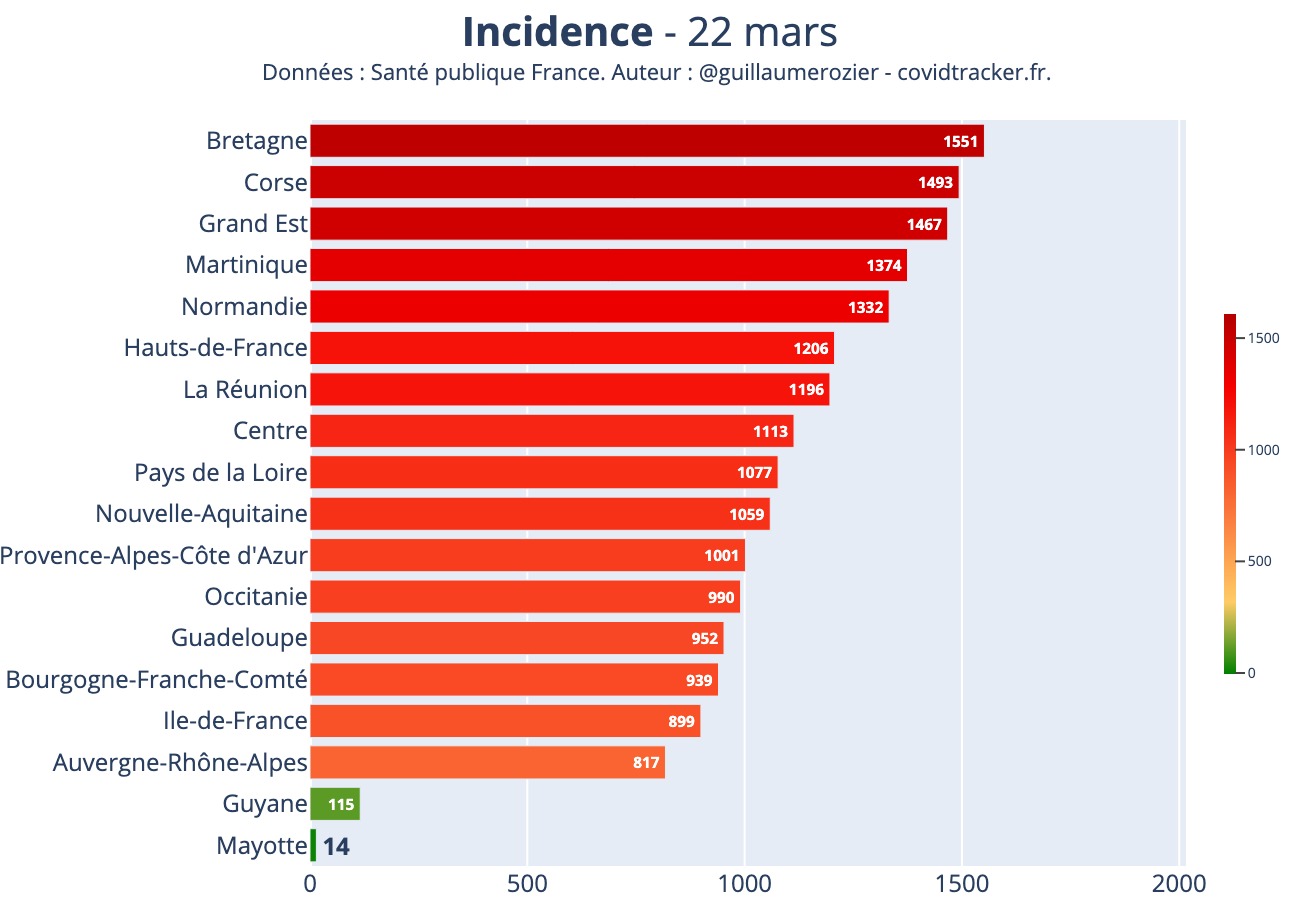 Incidence - 22 mars
Données : Santé publique France. Auteur : @guillaumerozier - covidtracker.fr.
Bretagne 1551
Corse 1493
Grand Est 1467
Martinique 1374
Normandie 1332
Hauts-de-France 1206
La Réunion 1196
Centre 1113
Pays de la Loire 1077
Nouvelle-Aquitaine 1059
Provence-Alpes-Côte d'Azur 1001
Occitanie 990
Guadeloupe 952
Bourgogne-Franche-Comté 939
Ile-de-France 899
Auvergne-Rhône-Alpes 817
Guyane 115
Mayotte 14
0 500 1000 1500 2000
1500
1000
500
0